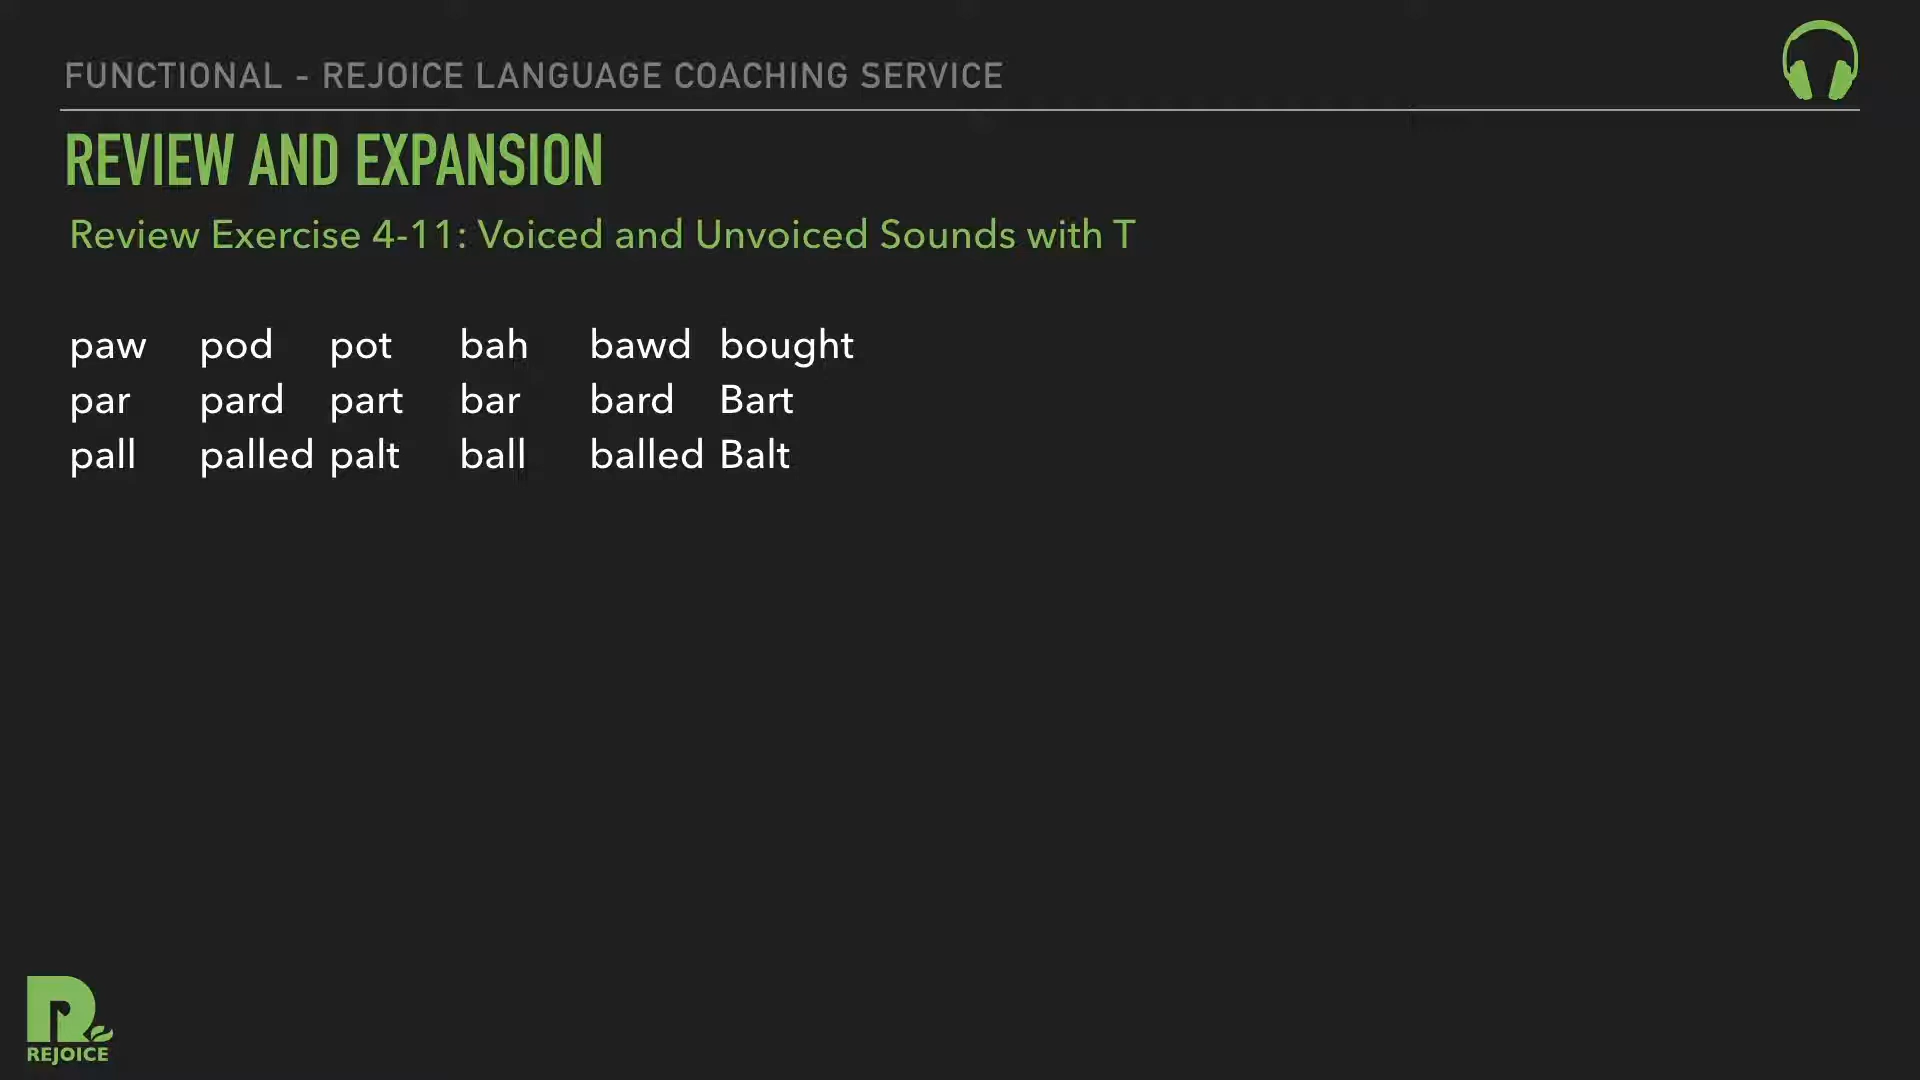 FUNCTIONAL - REJOICE LANGUAGE COACHING SERVICE
REVIEW AND EXPANSION
Review Exercise 4-11: Voiced and Unvoiced Sounds with T
paw pod pot bah bawd bought
par pard part bar bard Bart
pall palled palt ball balled Balt
REJOICE